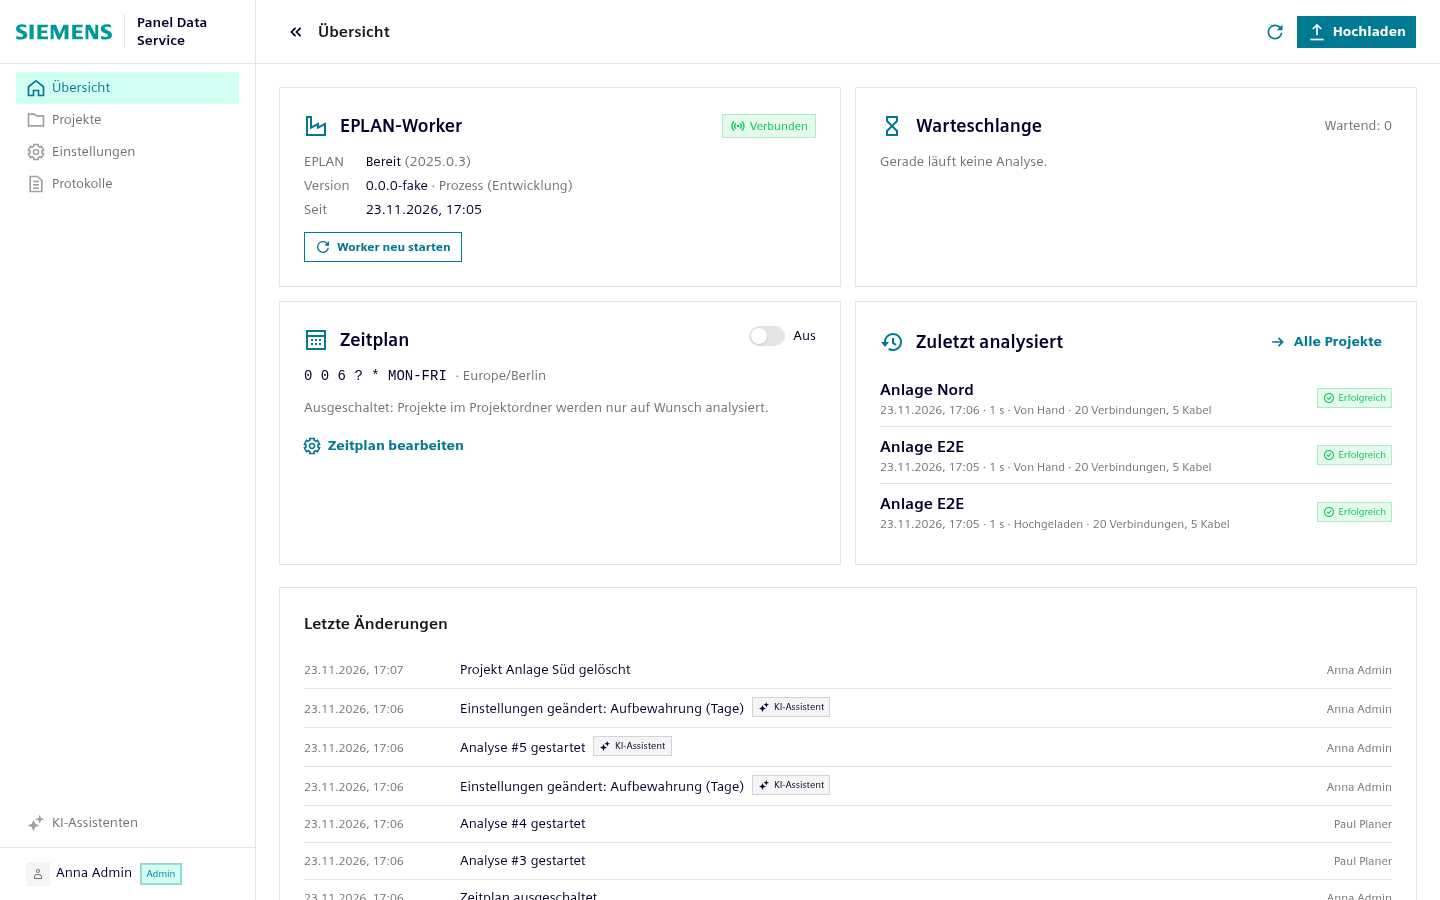 SIEMENS
Panel Data Service
Übersicht
Projekte
Einstellungen
Protokolle
KI-Assistenten
Anna Admin Admin
Übersicht
Hochladen
EPLAN-Worker
Verbunden
EPLAN Bereit (2025.0.3)
Version 0.0.0-fake · Prozess (Entwicklung)
Seit 23.11.2026, 17:05
Worker neu starten
Warteschlange
Wartend: 0
Gerade läuft keine Analyse.
Zeitplan
Aus
0 0 6 ? * MON-FRI · Europe/Berlin
Ausgeschaltet: Projekte im Projektordner werden nur auf Wunsch analysiert.
Zeitplan bearbeiten
Zuletzt analysiert
Alle Projekte
Anlage Nord
23.11.2026, 17:06 · 1 s · Von Hand · 20 Verbindungen, 5 Kabel
Erfolgreich
Anlage E2E
23.11.2026, 17:05 · 1 s · Von Hand · 20 Verbindungen, 5 Kabel
Erfolgreich
Anlage E2E
23.11.2026, 17:05 · 1 s · Hochgeladen · 20 Verbindungen, 5 Kabel
Erfolgreich
Letzte Änderungen
23.11.2026, 17:07 Projekt Anlage Süd gelöscht Anna Admin
23.11.2026, 17:06 Einstellungen geändert: Aufbewahrung (Tage) KI-Assistent Anna Admin
23.11.2026, 17:06 Analyse #5 gestartet KI-Assistent Anna Admin
23.11.2026, 17:06 Einstellungen geändert: Aufbewahrung (Tage) KI-Assistent Anna Admin
23.11.2026, 17:06 Analyse #4 gestartet Paul Planer
23.11.2026, 17:06 Analyse #3 gestartet Paul Planer
23.11.2026, 17:06 Zeitplan ausgeschaltet Anna Admin